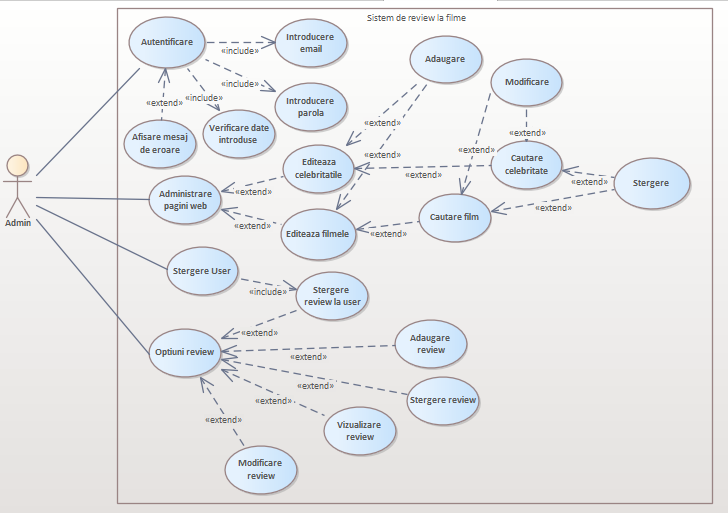 Sistem de review la filme
Autentificare
«include»
Introducere
email
«include»
Introducere
parola
«include»
Verificare date
introduse
«extend»
Afisare mesaj
de eroare
Adaugare
Modificare
«extend»
«extend»
«extend»
«extend»
Editeaza
celebritatile
Cautare
celebritate
«extend»
«extend»
Stergere
«extend»
Admin
Administrare
pagini web
«extend»
«extend»
Editeaza filmele
«extend»
Cautare film
Stergere User
«include»
Stergere
review la user
«extend»
Optiuni review
Adaugare
review
«extend»
«extend»
Stergere review
«extend»
Vizualizare
review
«extend»
Modificare
review